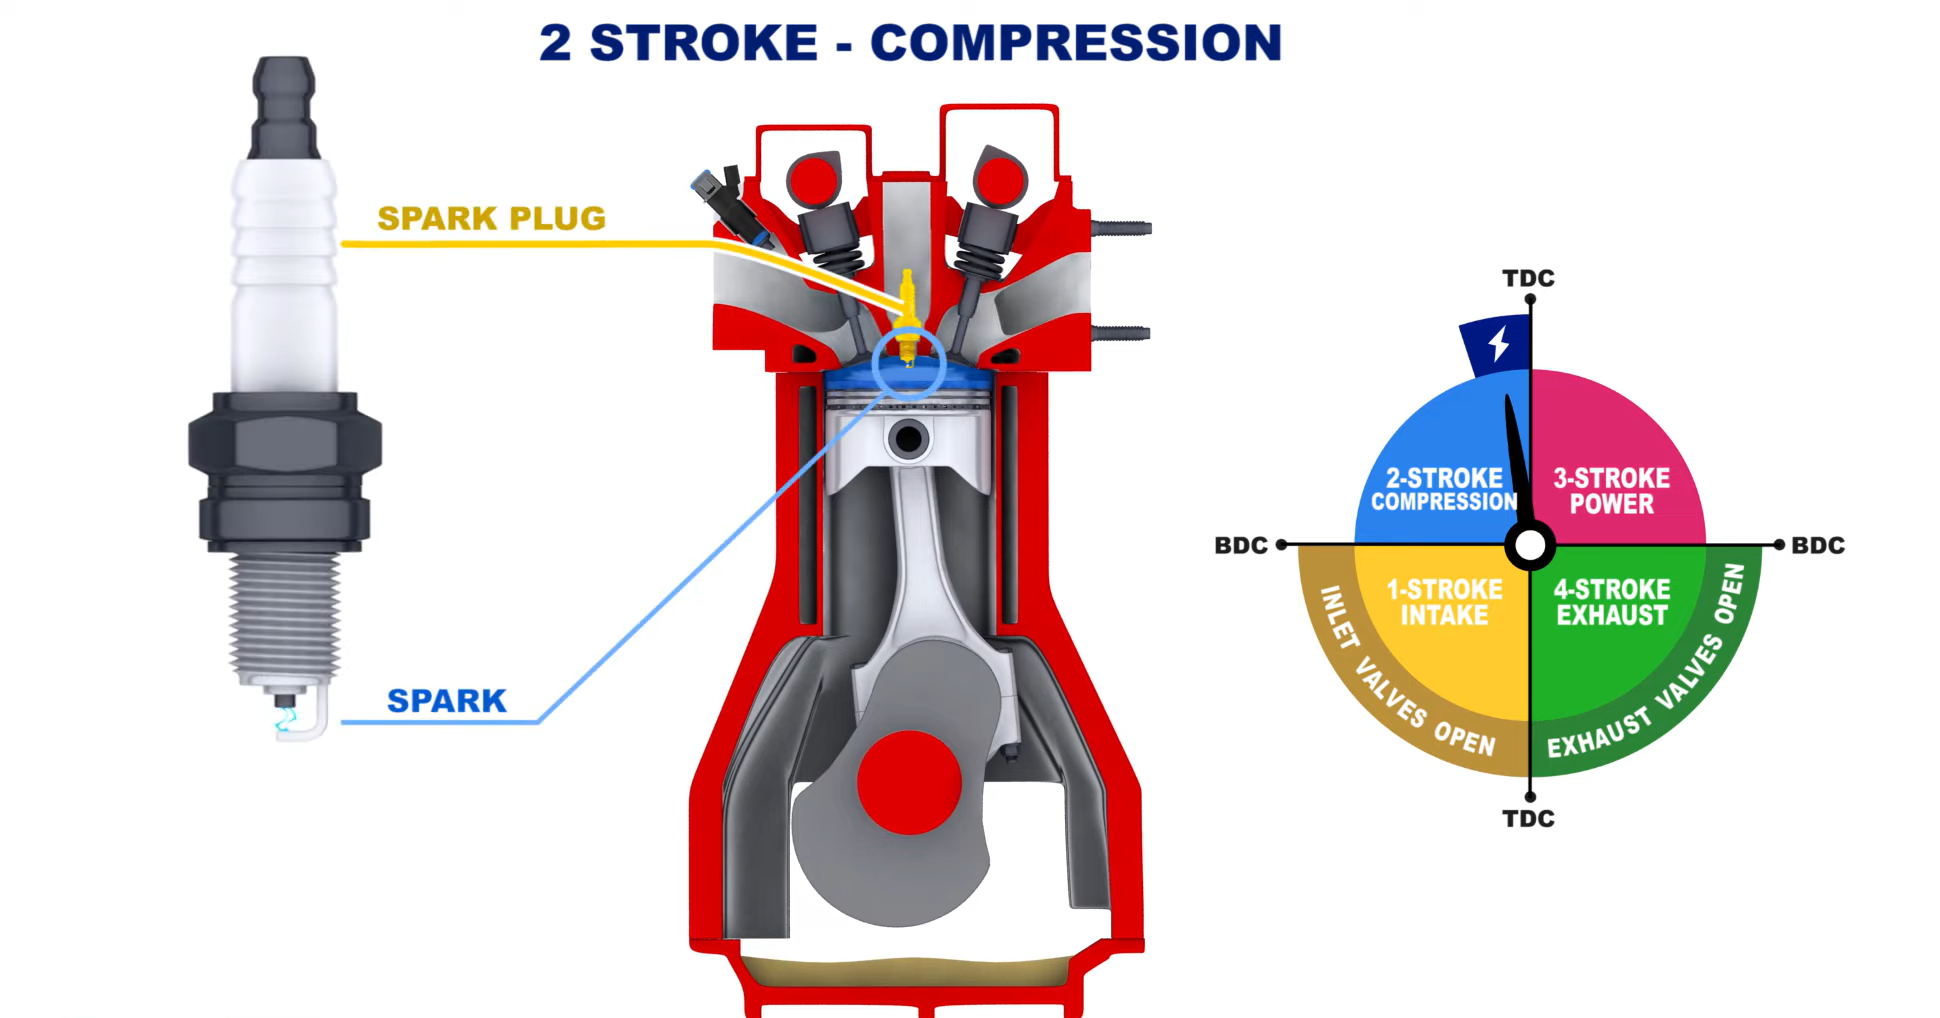 2 STROKE - COMPRESSION
SPARK PLUG
SPARK
TDC
2-STROKE
COMPRESSION
3-STROKE
POWER
BDC
BDC
1-STROKE
INTAKE
4-STROKE
EXHAUST
INLET VALVES OPEN
EXHAUST VALVES OPEN
TDC